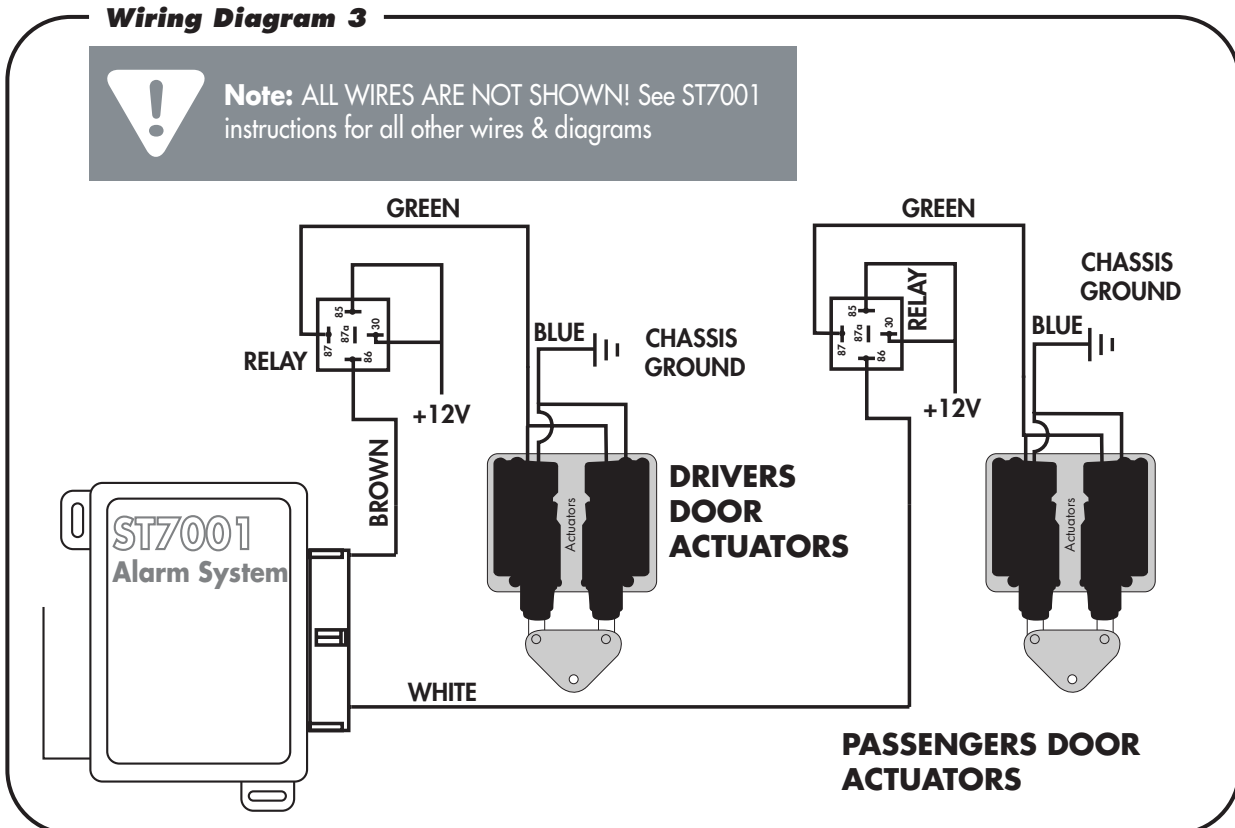 Wiring Diagram 3
Note: ALL WIRES ARE NOT SHOWN! See ST7001
instructions for all other wires & diagrams
GREEN
85
87
87a
30
86
RELAY
+12V
BROWN
BLUE
CHASSIS
GROUND
Actuators
DRIVERS
DOOR
ACTUATORS
GREEN
85
87
87a
30
86
RELAY
+12V
CHASSIS
GROUND
BLUE
Actuators
ST7001
Alarm System
WHITE
PASSENGERS DOOR
ACTUATORS